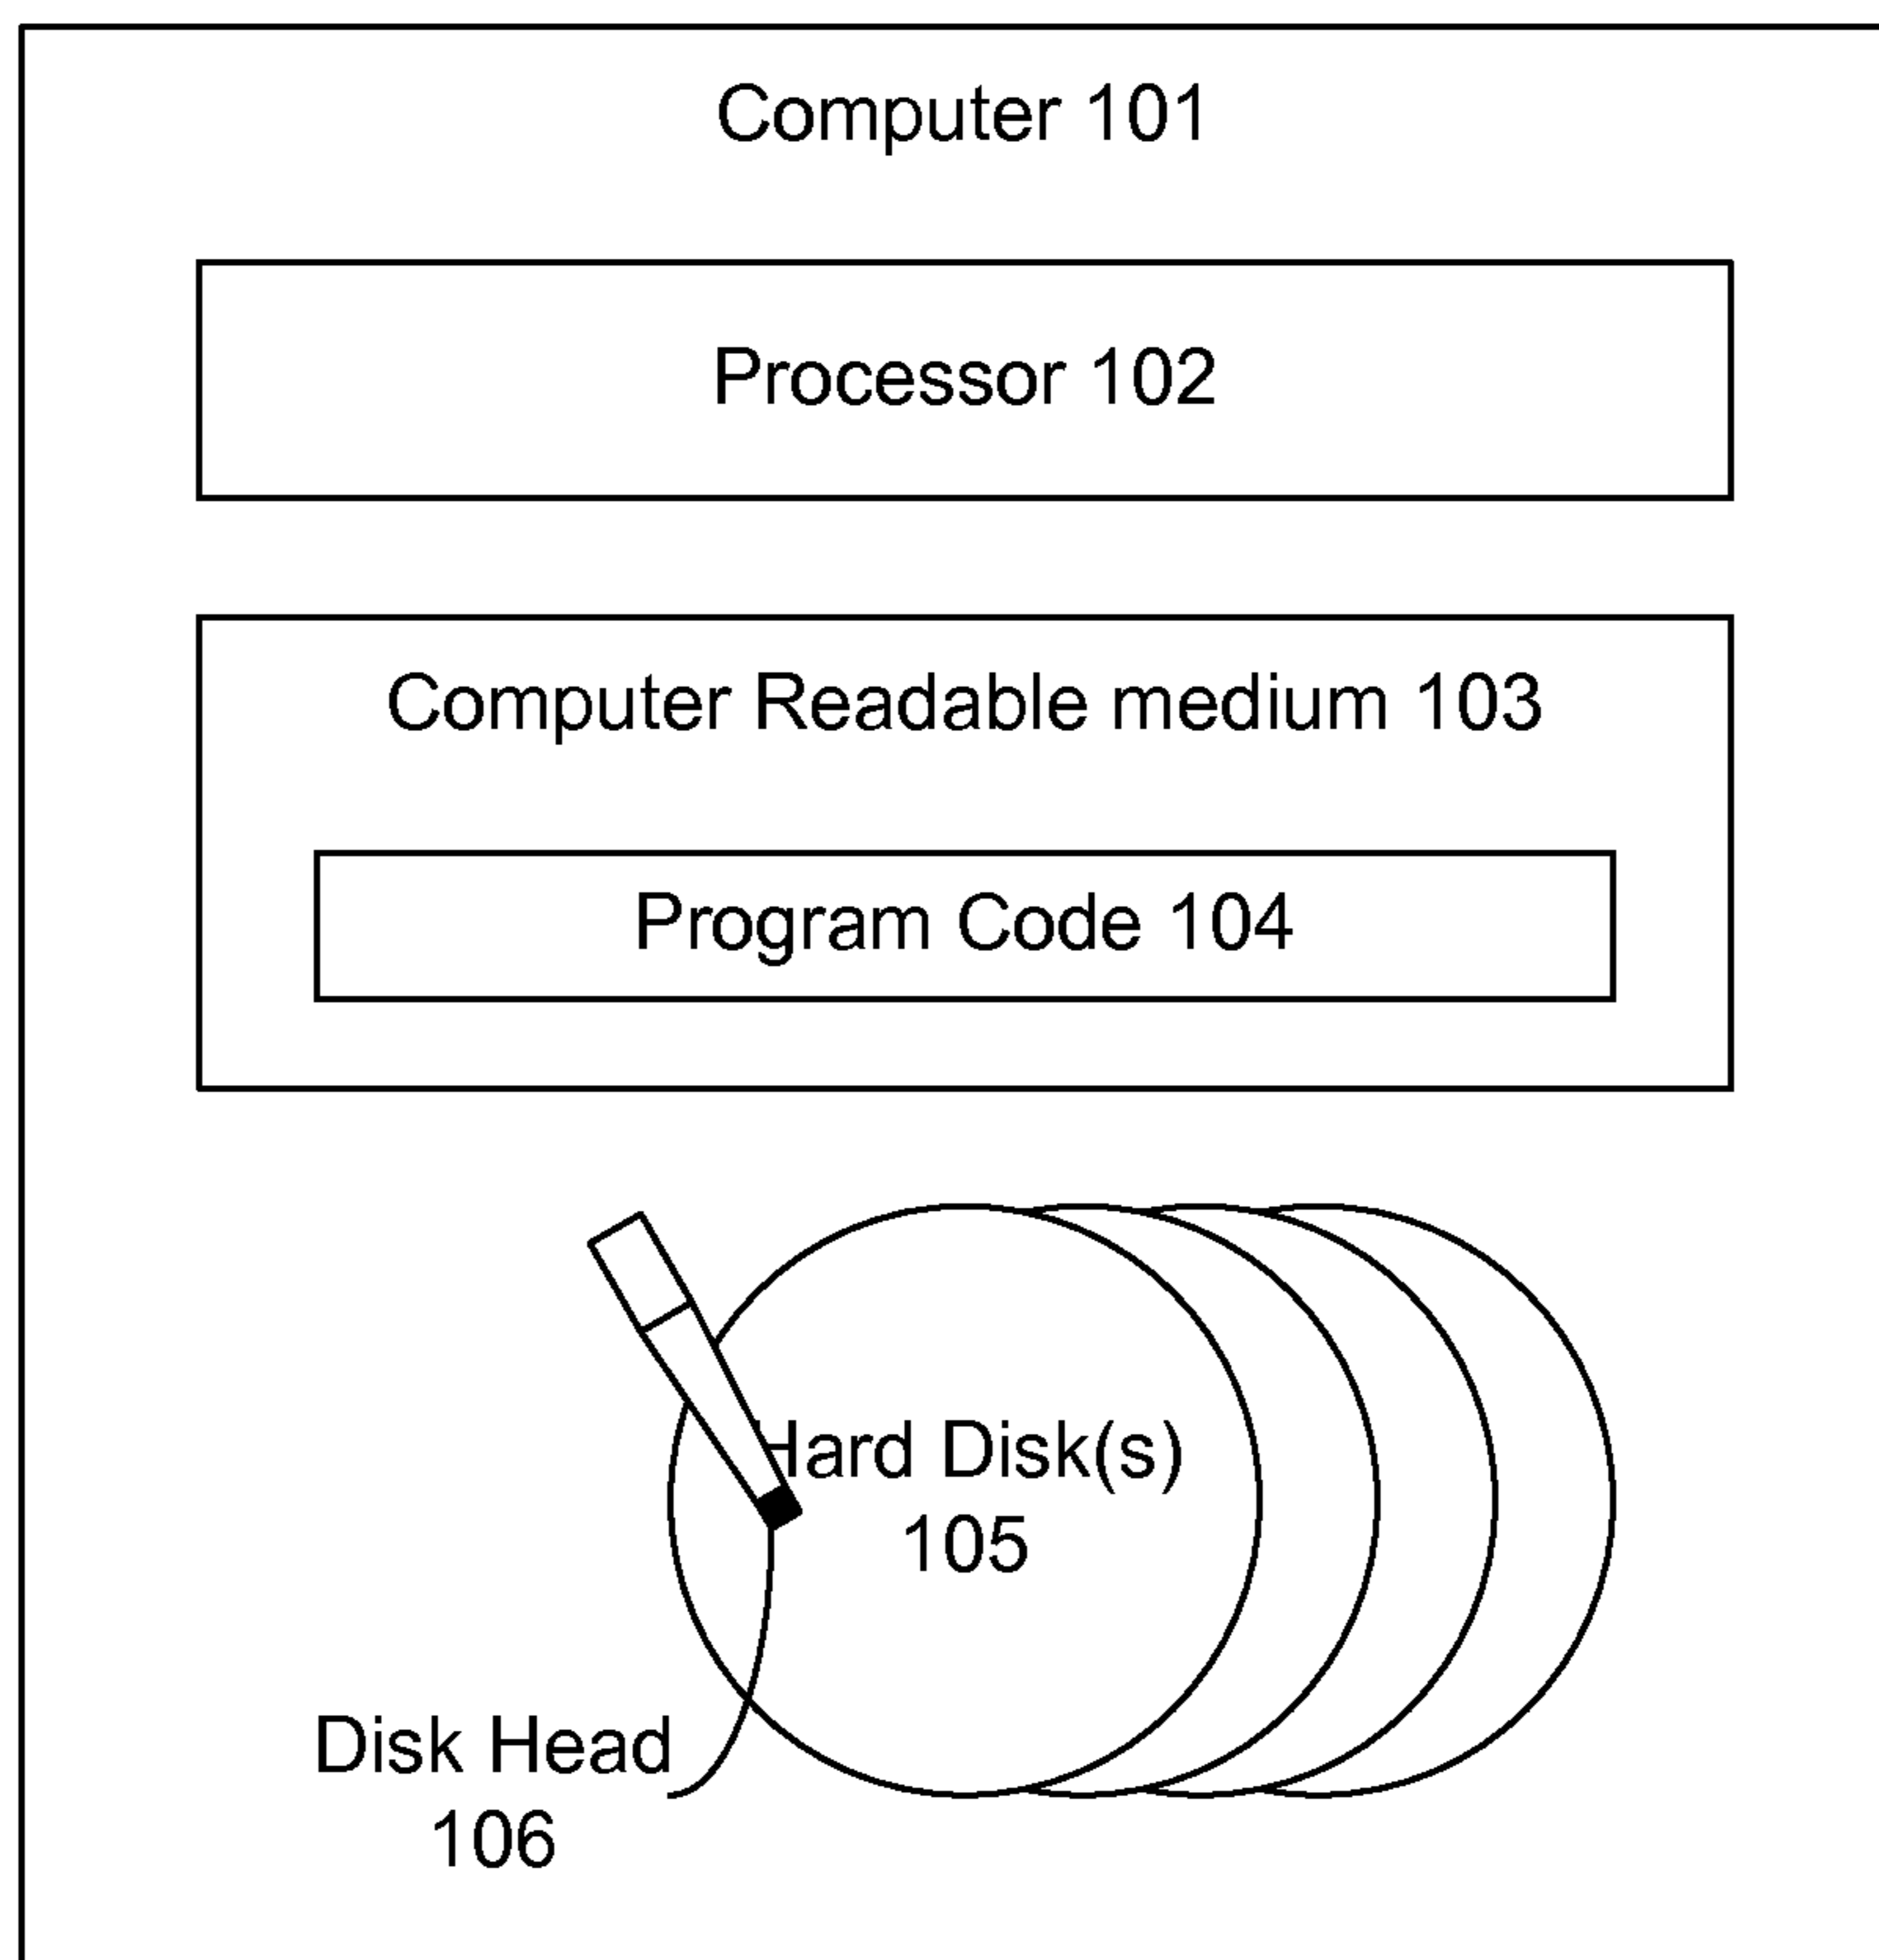 Computer 101
Processor 102
Computer Readable medium 103
Program Code 104
Hard Disk(s)
105
Disk Head
106